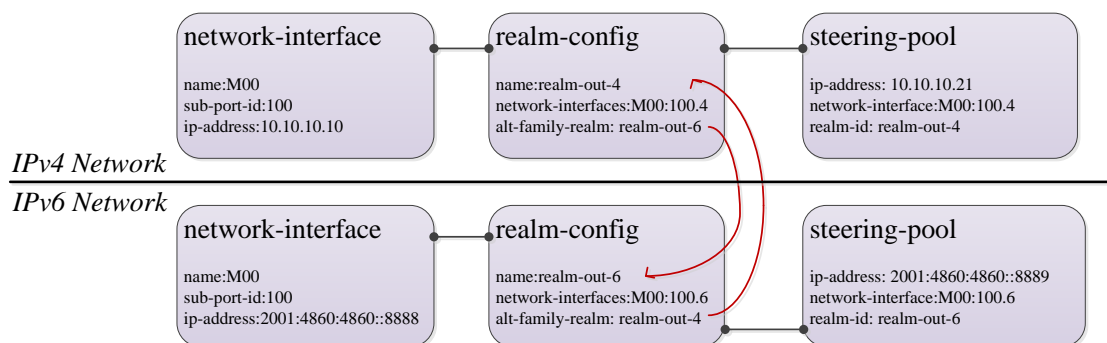 network-interface
name:M00
sub-port-id:100
ip-address:10.10.10.10
realm-config
name:realm-out-4
network-interfaces:M00:100.4
alt-family-realm: realm-out-6
steering-pool
ip-address: 10.10.10.21
network-interface:M00:100.4
realm-id: realm-out-4
IPv4 Network
IPv6 Network
network-interface
name:M00
sub-port-id:100
ip-address:2001:4860:4860::8888
realm-config
name:realm-out-6
network-interfaces:M00:100.6
alt-family-realm: realm-out-4
steering-pool
ip-address: 2001:4860:4860::8889
network-interface:M00:100.6
realm-id: realm-out-6